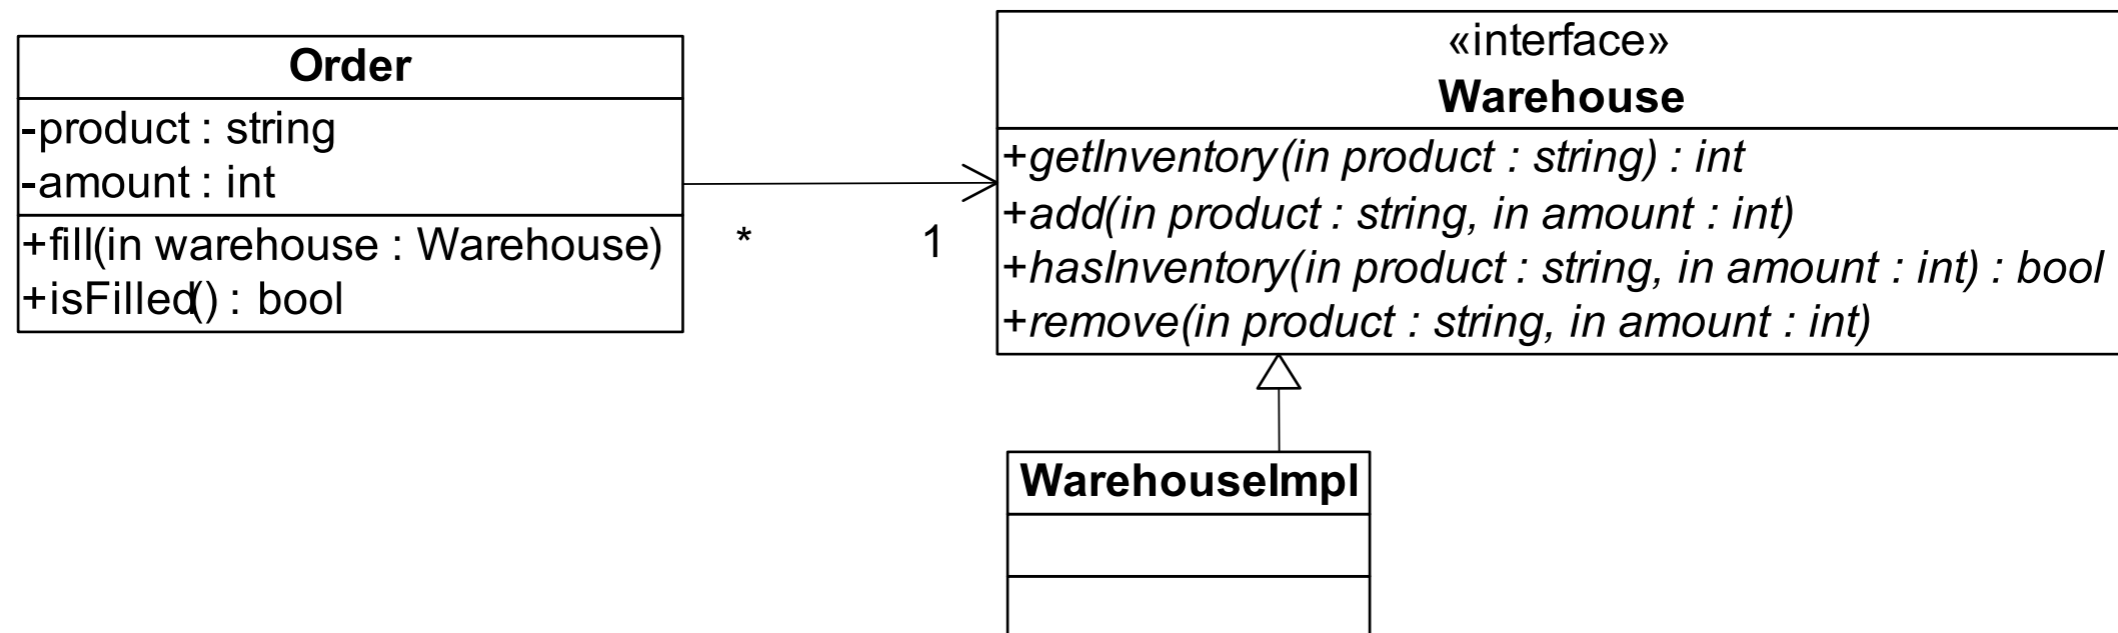 Order
-product : string
-amount : int
+fill(in warehouse : Warehouse)
+isFilled() : bool
*
1
«interface»
Warehouse
+getInventory(in product : string) : int
+add(in product : string, in amount : int)
+hasInventory(in product : string, in amount : int) : bool
+remove(in product : string, in amount : int)
WarehouseImpl